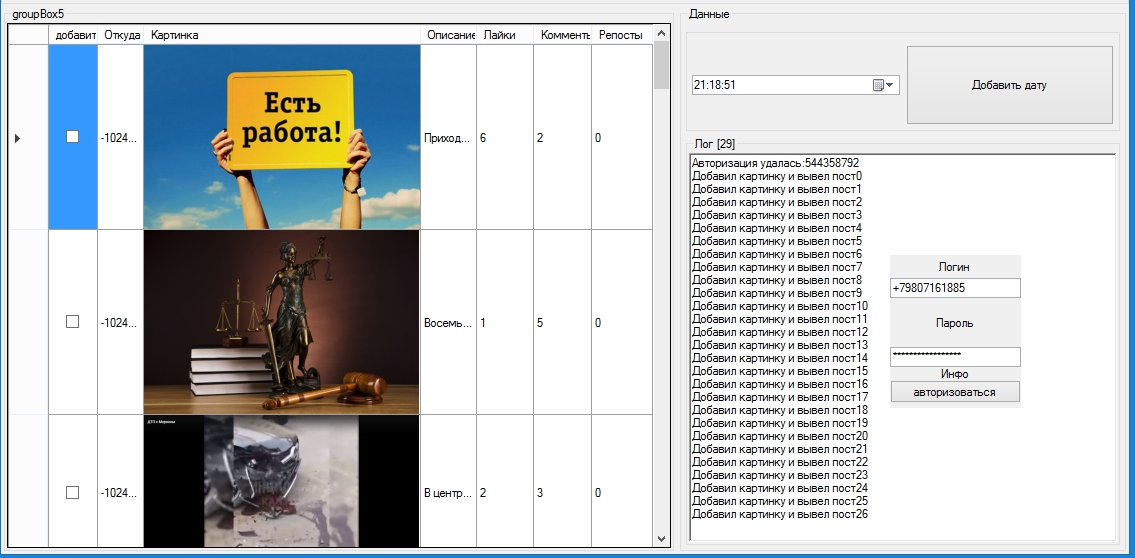 groupBox5
добавит Откуда Картинка Описание Лайки Комменты Репосты
Есть
работа!
-1024... Приход... 6 2 0
-1024... Восемь... 1 5 0
ДТП в Мариинске
-1024... В центр... 2 3 0
Данные
21:18:51
Добавить дату
Лог [29]
Авторизация удалась:544358792
Добавил картинку и вывел пост0
Добавил картинку и вывел пост1
Добавил картинку и вывел пост2
Добавил картинку и вывел пост3
Добавил картинку и вывел пост4
Добавил картинку и вывел пост5
Добавил картинку и вывел пост6
Добавил картинку и вывел пост7
Добавил картинку и вывел пост8
Добавил картинку и вывел пост9
Добавил картинку и вывел пост10
Добавил картинку и вывел пост11
Добавил картинку и вывел пост12
Добавил картинку и вывел пост13
Добавил картинку и вывел пост14
Добавил картинку и вывел пост15
Добавил картинку и вывел пост16
Добавил картинку и вывел пост17
Добавил картинку и вывел пост18
Добавил картинку и вывел пост19
Добавил картинку и вывел пост20
Добавил картинку и вывел пост21
Добавил картинку и вывел пост22
Добавил картинку и вывел пост23
Добавил картинку и вывел пост24
Добавил картинку и вывел пост25
Добавил картинку и вывел пост26
Логин
+79807161885
Пароль
*****************
Инфо
авторизоваться